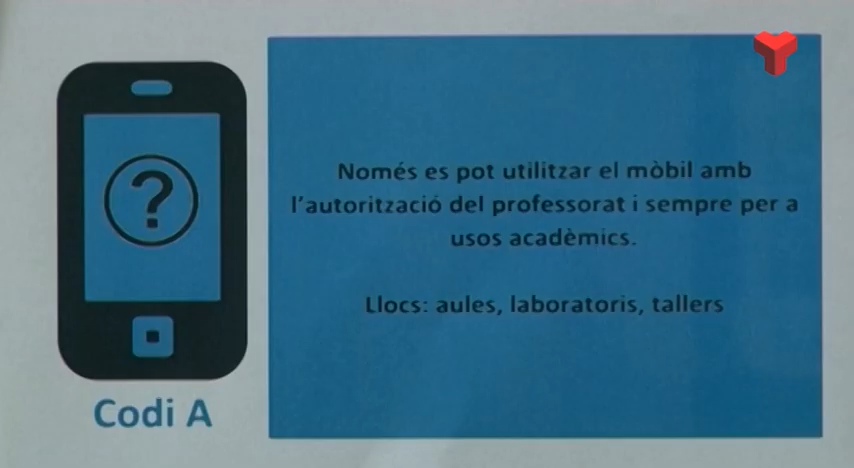 ?
Codi A
Només es pot utilitzar el mòbil amb
l'autorització del professorat i sempre per a
usos acadèmics.
Llocs: aules, laboratoris, tallers